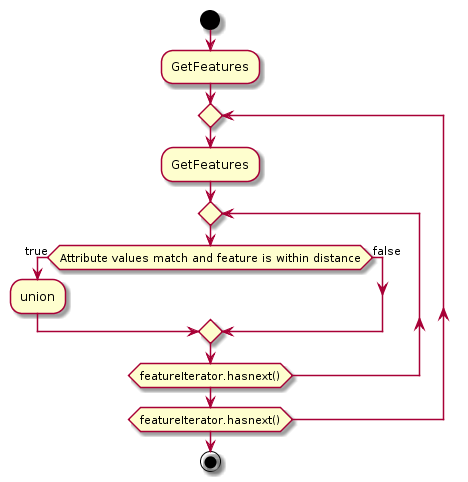 GetFeatures
GetFeatures
true
false
Attribute values match and feature is within distance
union
featureIterator.hasnext()
featureIterator.hasnext()